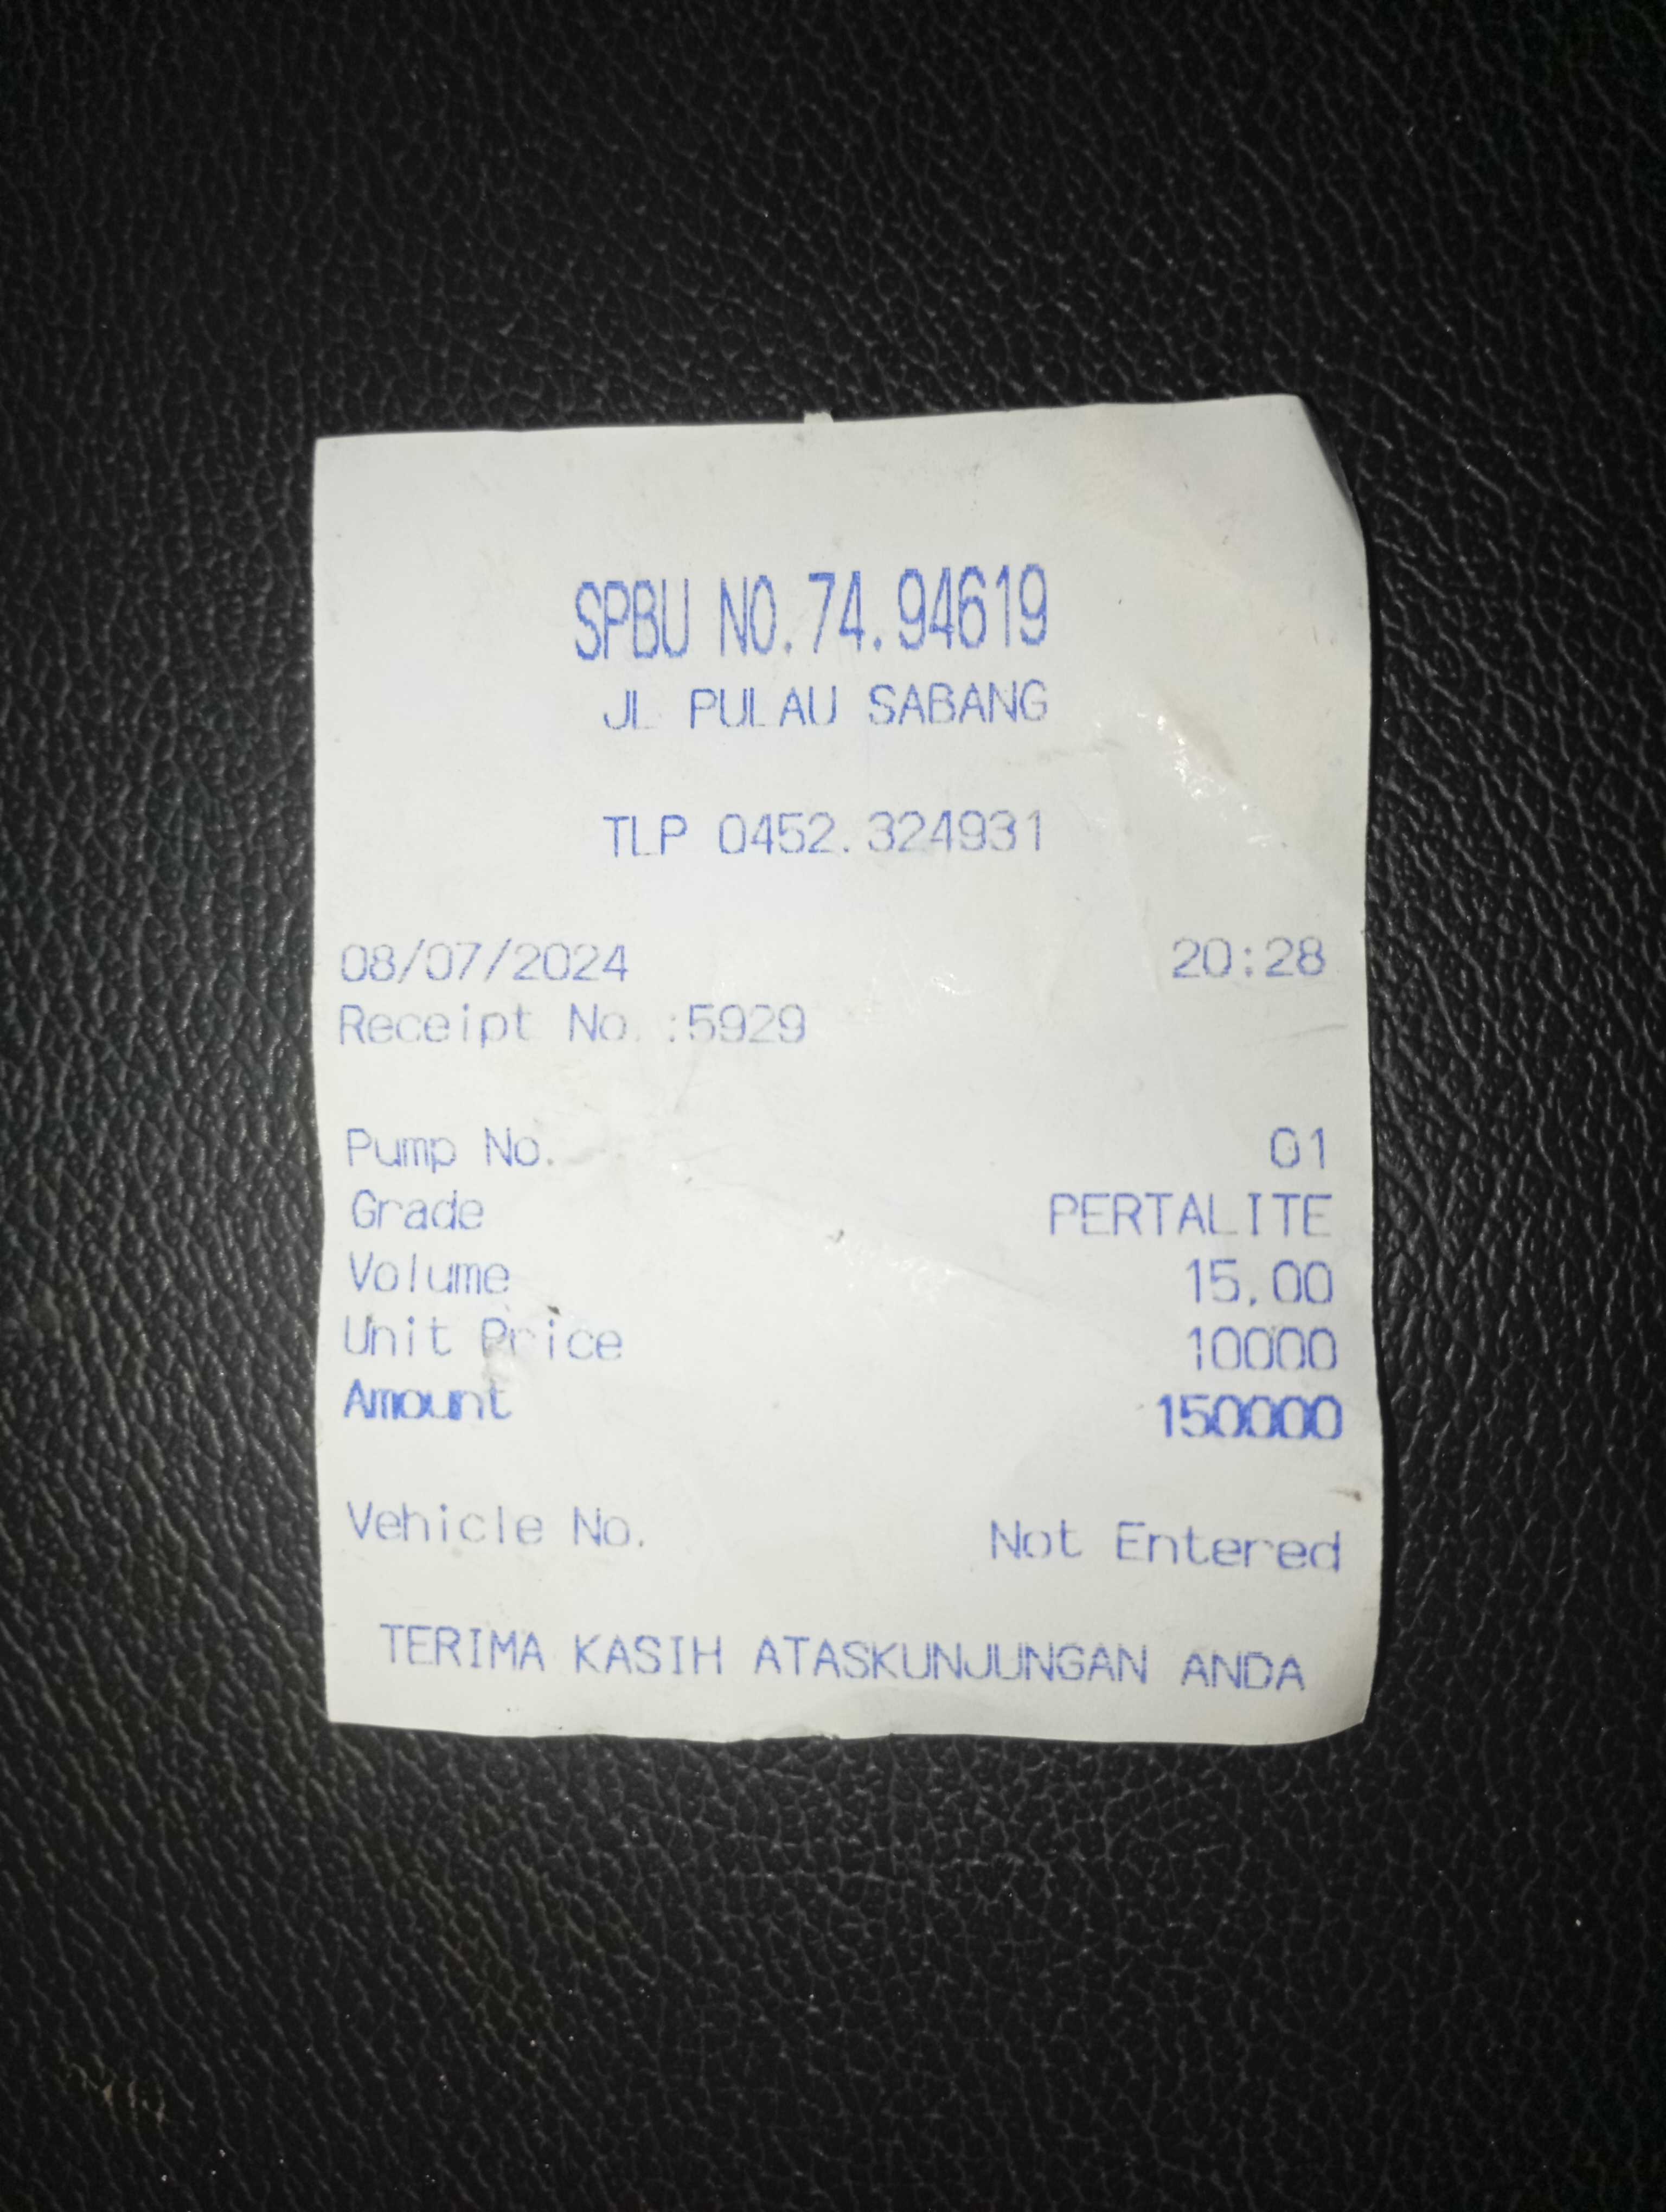 SPBU NO.74.94619
JL PULAU SABANG
TLP 0452.324931
08/07/2024 20:28
Receipt No.:5929
Pump No. 01
Grade PERTALITE
Volume 15,00
Unit Price 10000
Amount 150000
Vehicle No. Not Entered
TERIMA KASIH ATASKUNJUNGAN ANDA